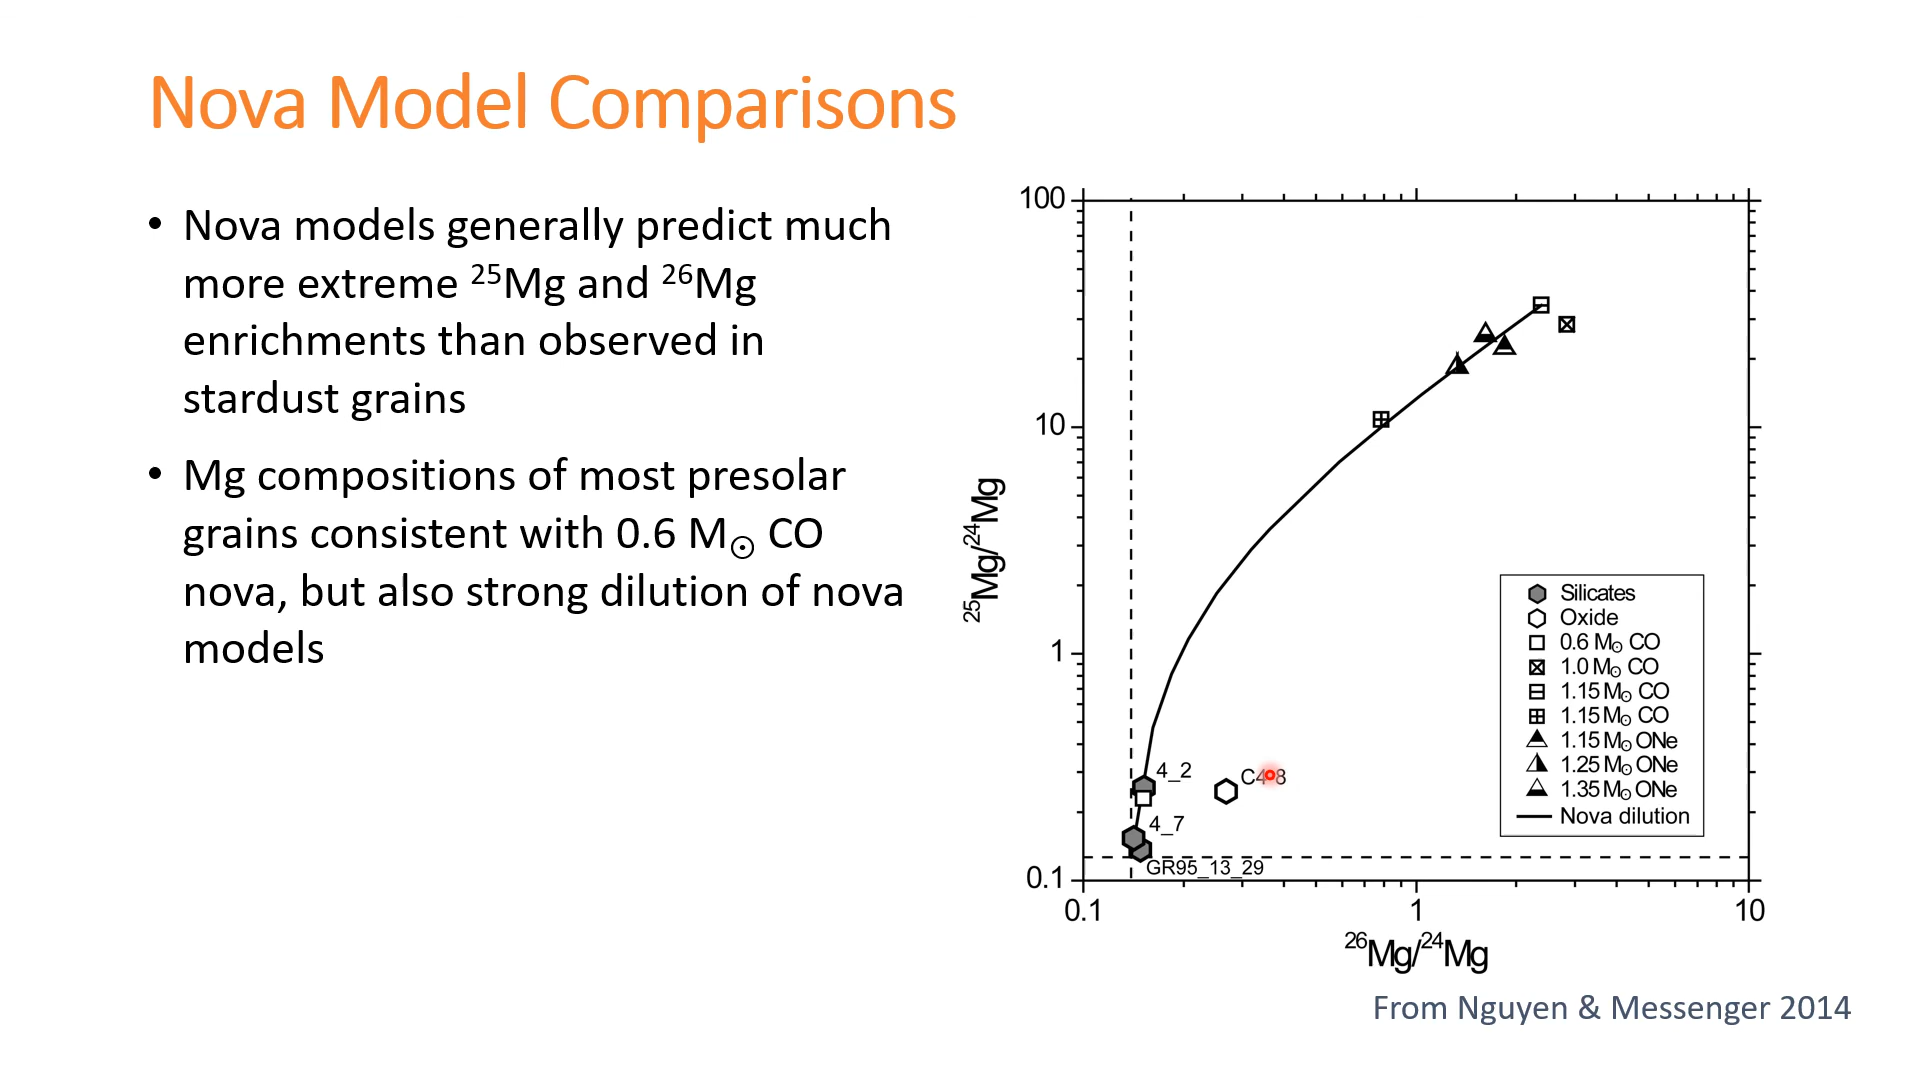 Nova Model Comparisons
• Nova models generally predict much
more extreme ²⁵Mg and ²⁶Mg
enrichments than observed in
stardust grains
• Mg compositions of most presolar
grains consistent with 0.6 M☉ CO
nova, but also strong dilution of nova
models
100
10
1
0.1
²⁵Mg/²⁴Mg
4_2
4_7
GR95_13_29
Silicates
Oxide
0.6 M☉ CO
1.0 M☉ CO
1.15 M☉ CO
1.15 M☉ CO
1.15 M☉ ONe
1.25 M☉ ONe
1.35 M☉ ONe
Nova dilution
0.1
1
10
²⁶Mg/²⁴Mg
From Nguyen & Messenger 2014